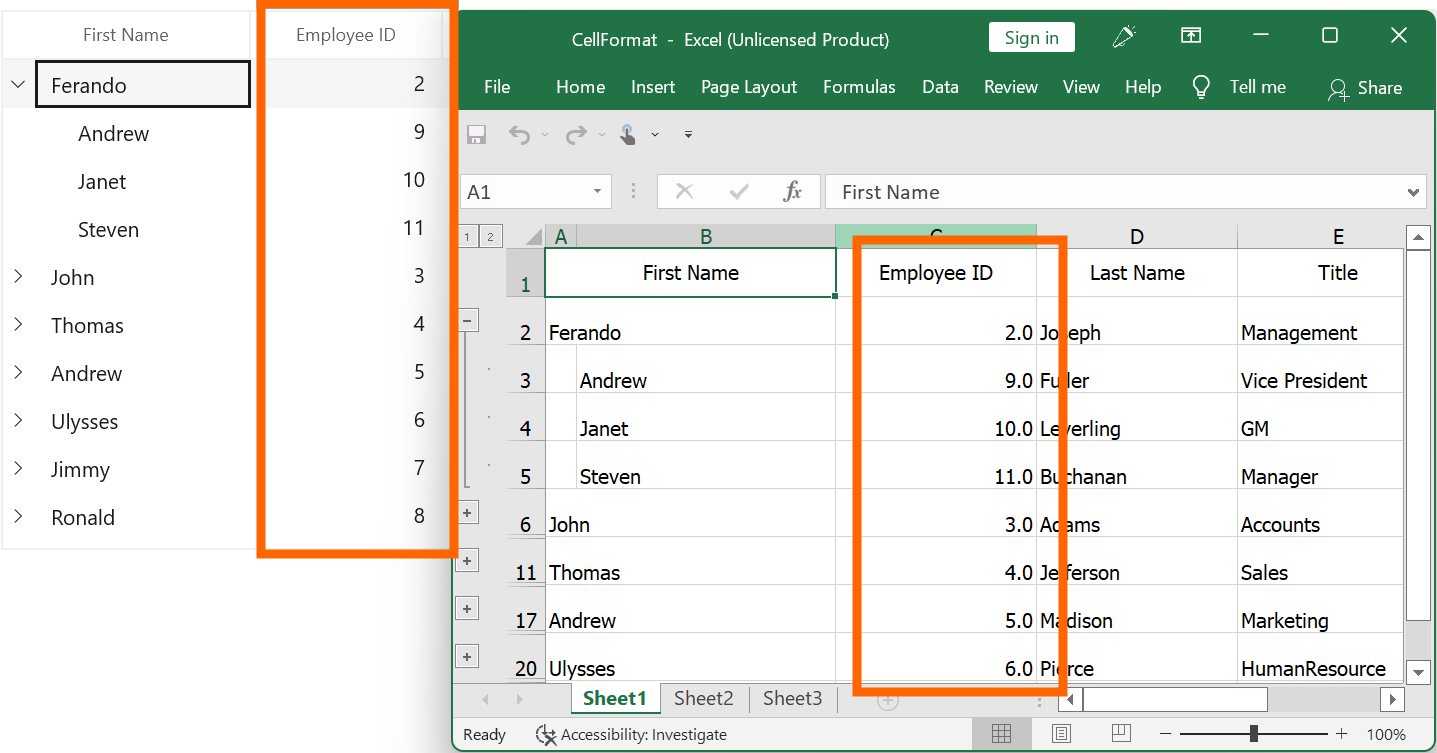 First Name Employee ID
Ferando 2
Andrew 9
Janet 10
Steven 11
John 3
Thomas 4
Andrew 5
Ulysses 6
Jimmy 7
Ronald 8
CellFormat - Excel (Unlicensed Product) Sign in
File Home Insert Page Layout Formulas Data Review View Help Tell me Share
A1 fx First Name
1 2 A B C D E
1 First Name Employee ID Last Name Title
2 Ferando 2.0 Joseph Management
3 Andrew 9.0 Fuller Vice President
4 Janet 10.0 Leverling GM
5 Steven 11.0 Buchanan Manager
6 John 3.0 Adams Accounts
11 Thomas 4.0 Jefferson Sales
17 Andrew 5.0 Madison Marketing
20 Ulysses 6.0 Pierce HumanResource
Sheet1 Sheet2 Sheet3
Ready Accessibility: Investigate 100%